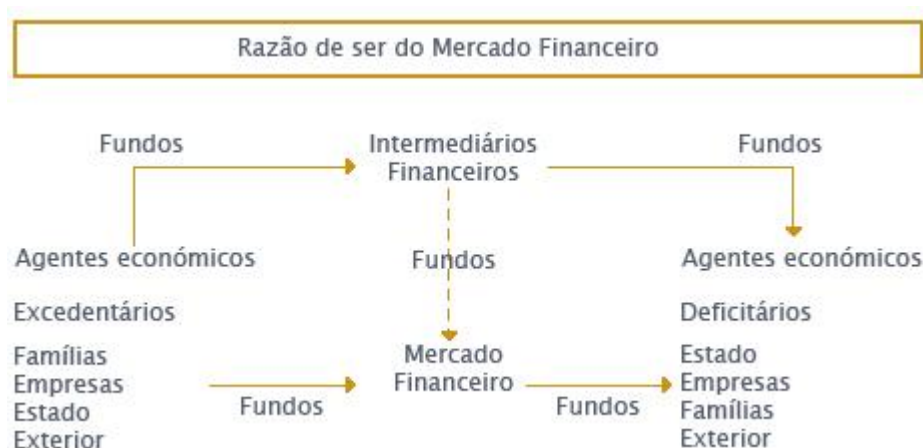 Razão de ser do Mercado Financeiro
Fundos
Intermediários
Financeiros
Fundos
Agentes económicos
Fundos
Agentes económicos
Excedentários
Deficitários
Famílias
Empresas
Estado
Exterior
Fundos
Mercado
Financeiro
Fundos
Estado
Empresas
Famílias
Exterior